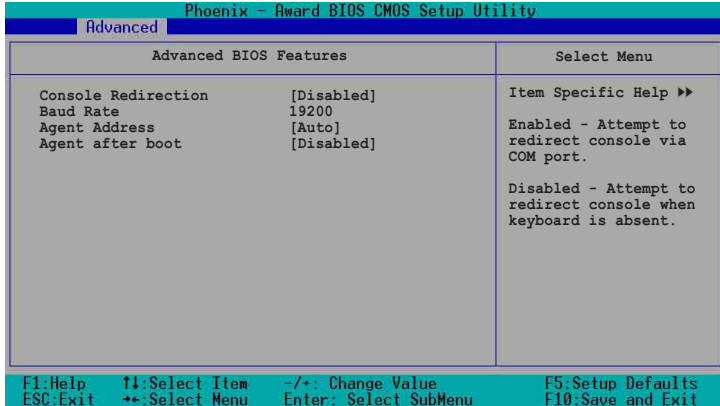 Phoenix - Award BIOS CMOS Setup Utility
Advanced
Advanced BIOS Features
Select Menu
Console Redirection [Disabled]
Baud Rate 19200
Agent Address [Auto]
Agent after boot [Disabled]
Item Specific Help ▸▸
Enabled - Attempt to
redirect console via
COM port.
Disabled - Attempt to
redirect console when
keyboard is absent.
F1:Help ↑↓:Select Item -/+: Change Value F5:Setup Defaults
ESC:Exit →←:Select Menu Enter: Select SubMenu F10:Save and Exit